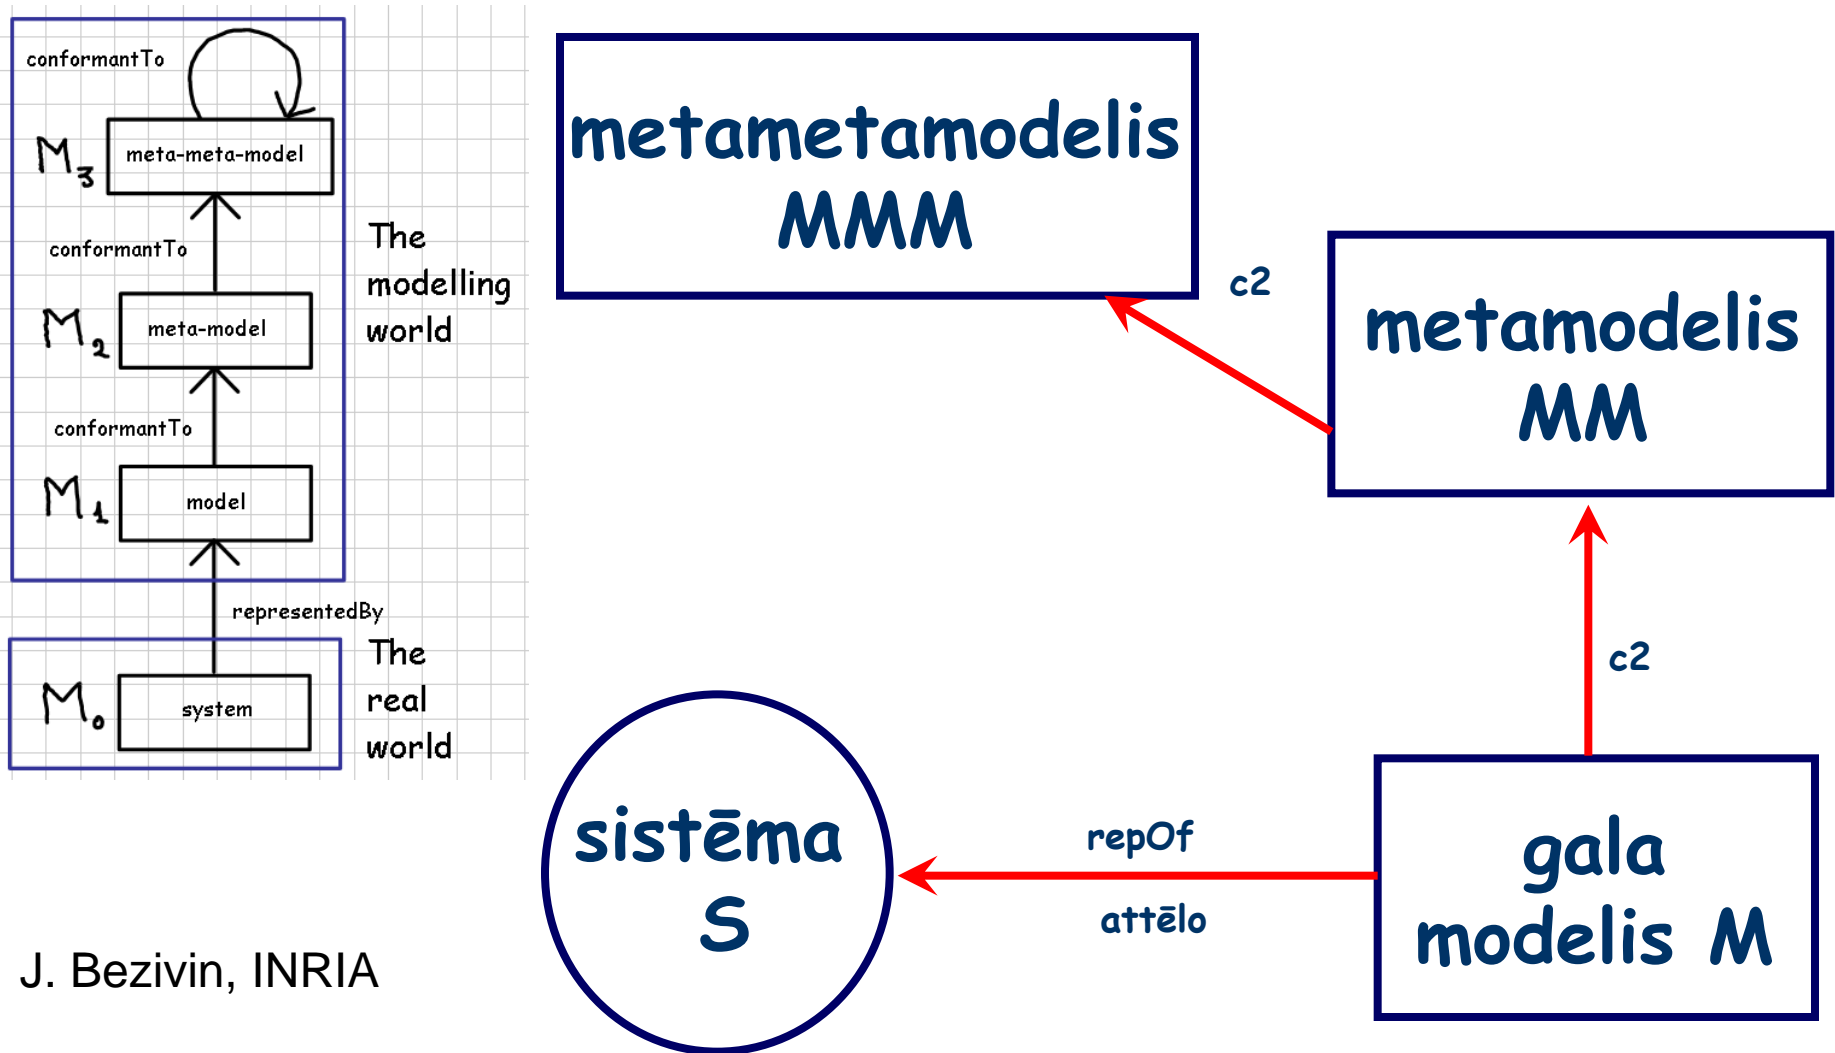 conformantTo
M3
meta-meta-model
conformantTo
The
modelling
world
M2
meta-model
conformantTo
M1
model
representedBy
The
real
world
M0
system
J. Bezivin, INRIA
metametamodelis
MMM
c2
metamodelis
MM
c2
sistēma
S
repOf
attēlo
gala
modelis M